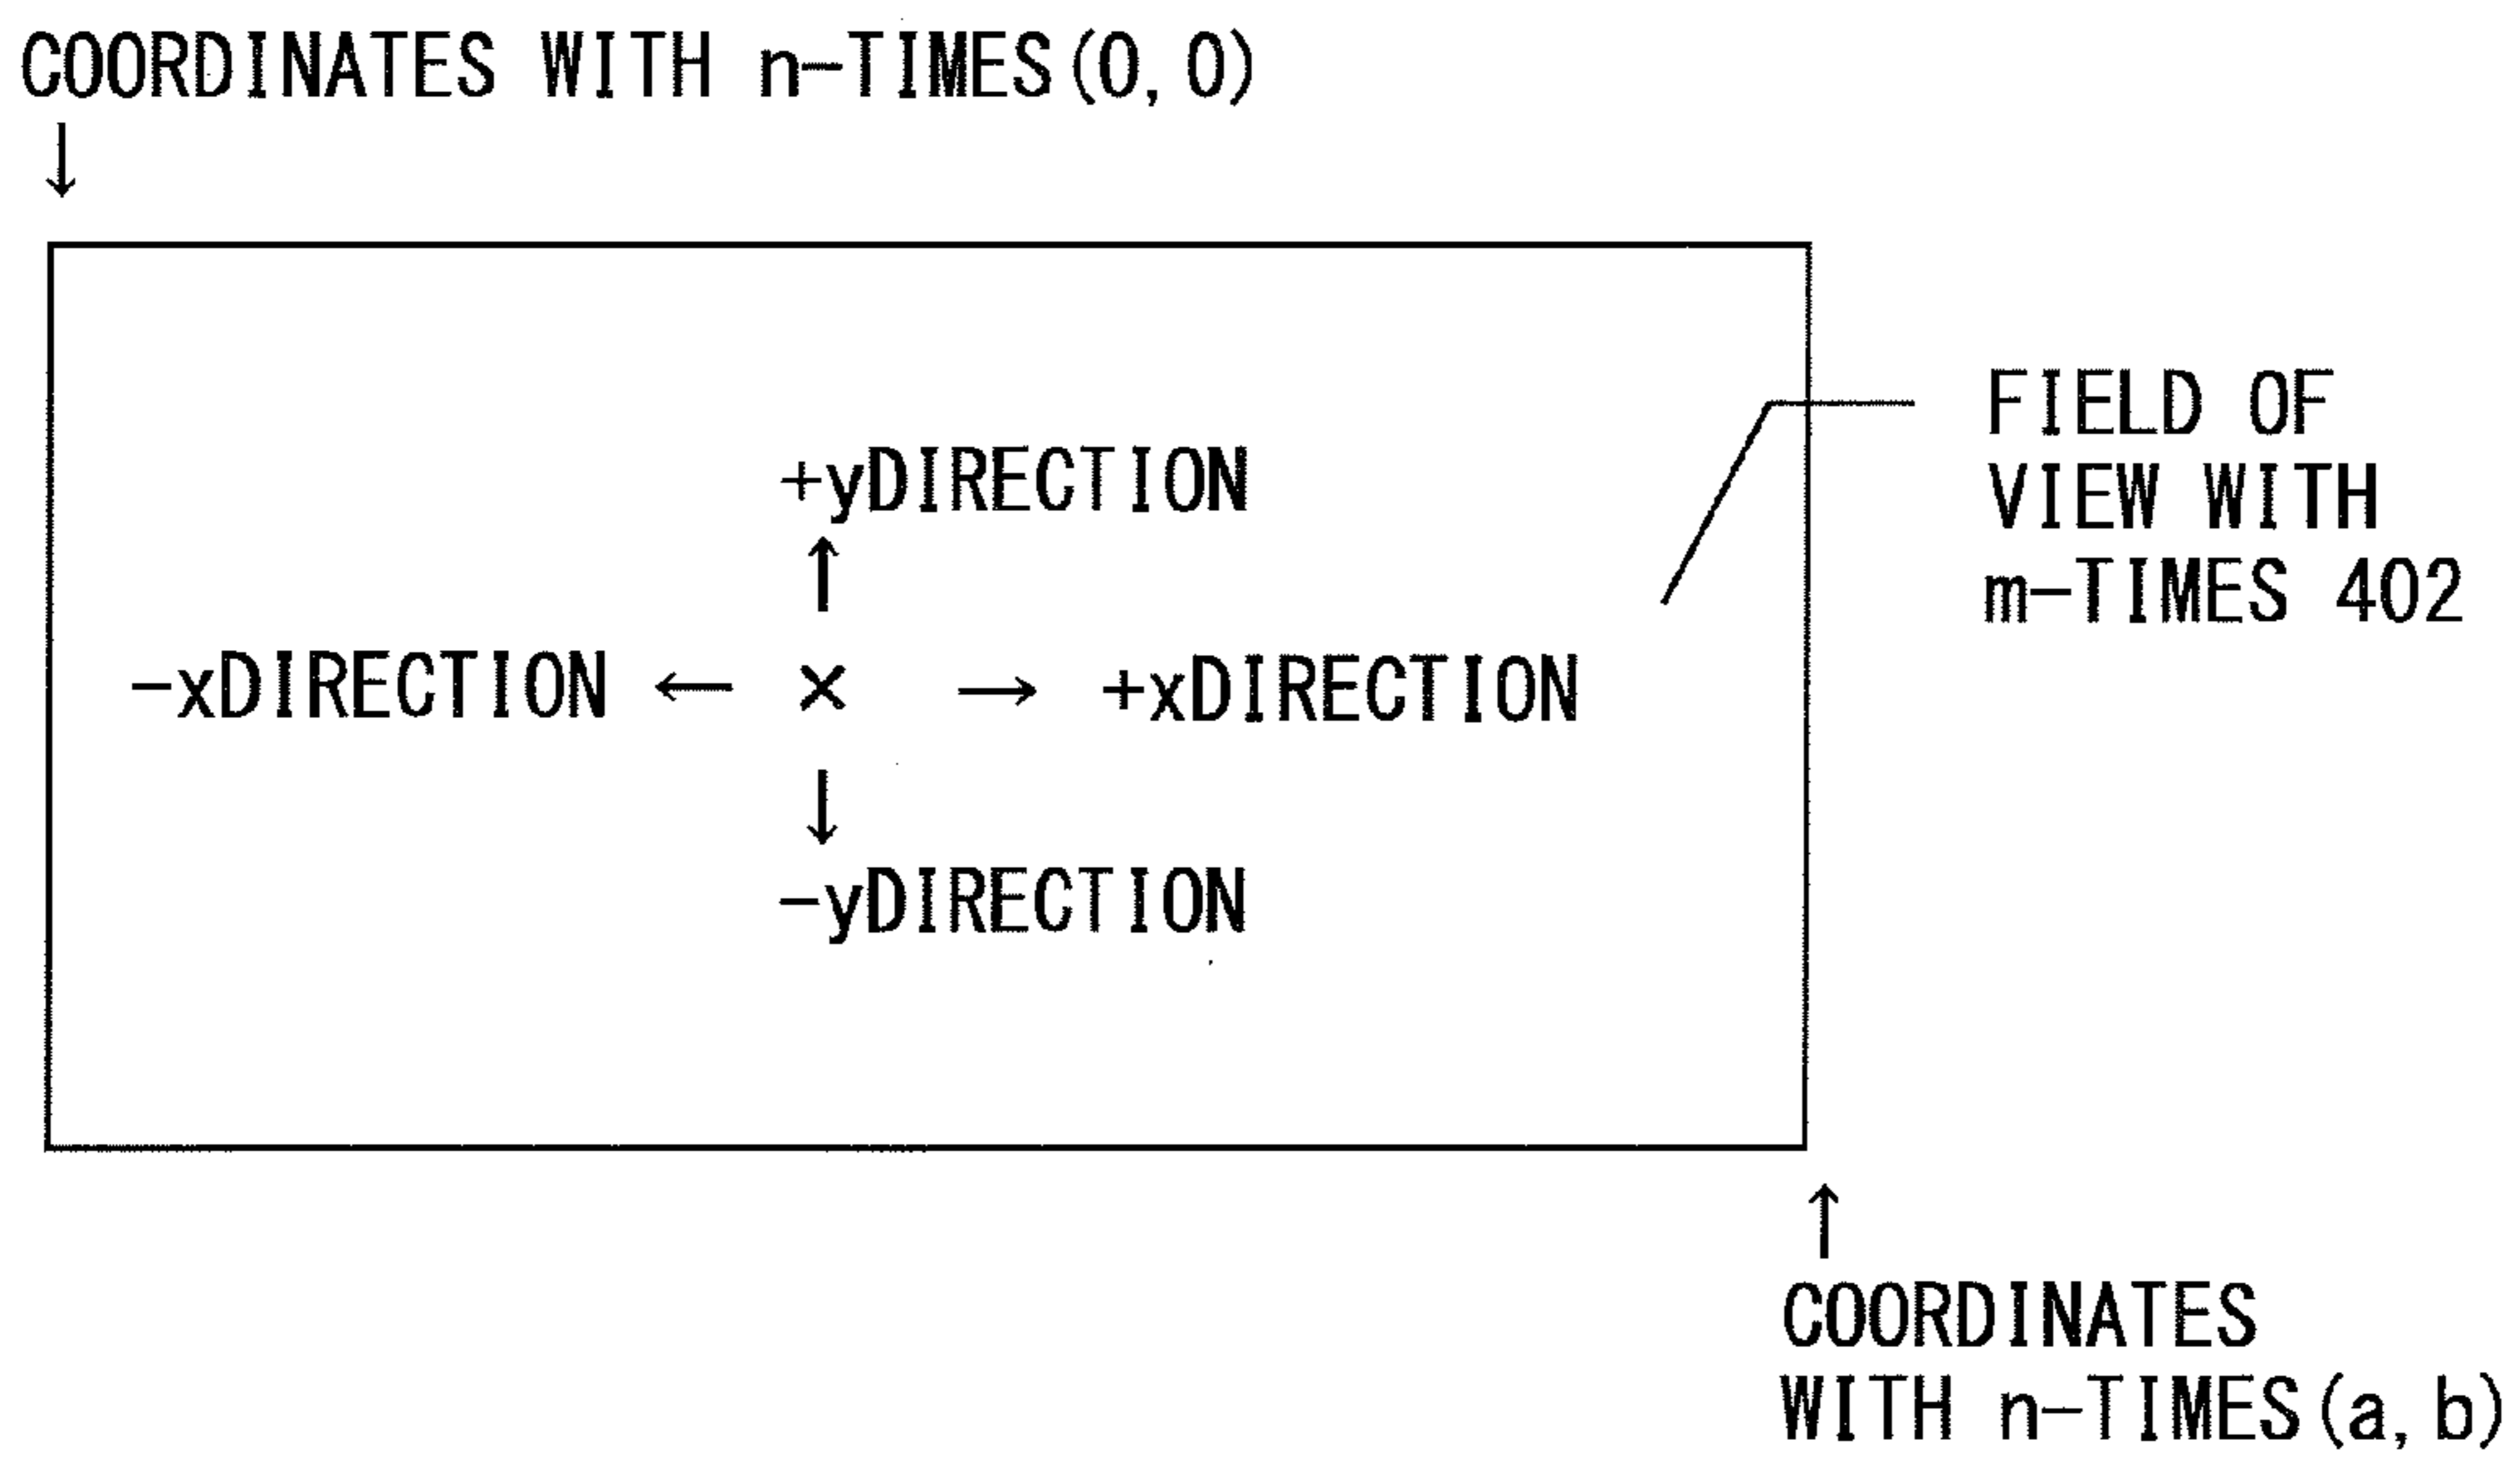 COORDINATES WITH n-TIMES(0,0)
↓
FIELD OF
VIEW WITH
m-TIMES 402
+yDIRECTION
↑
-xDIRECTION ← × → +xDIRECTION
↓
-yDIRECTION
↑
COORDINATES
WITH n-TIMES(a,b)